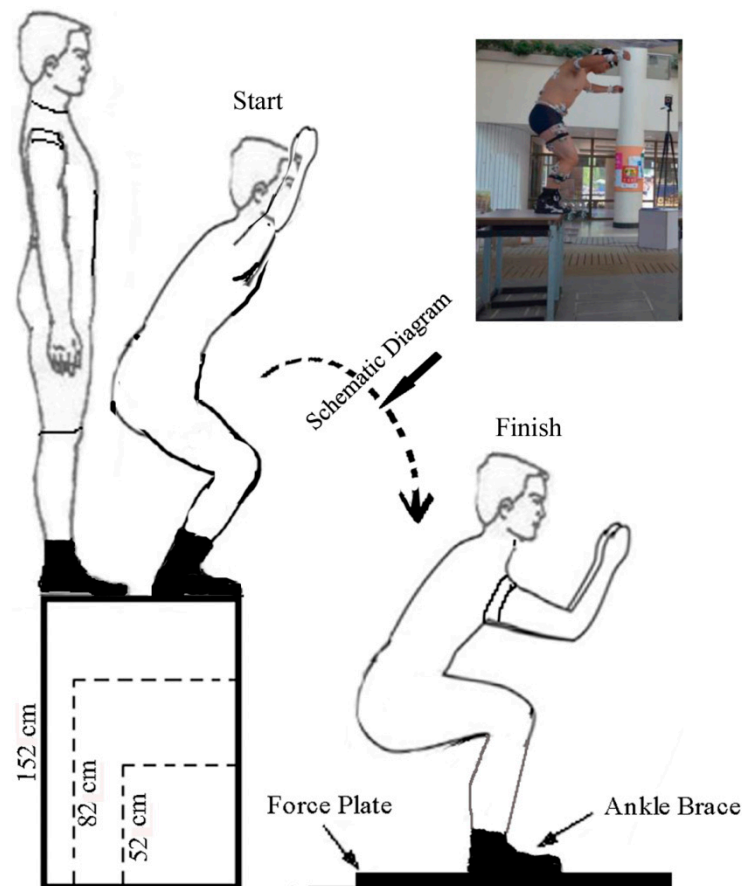 Start
Schematic Diagram
Finish
152 cm
82 cm
52 cm
Force Plate
Ankle Brace